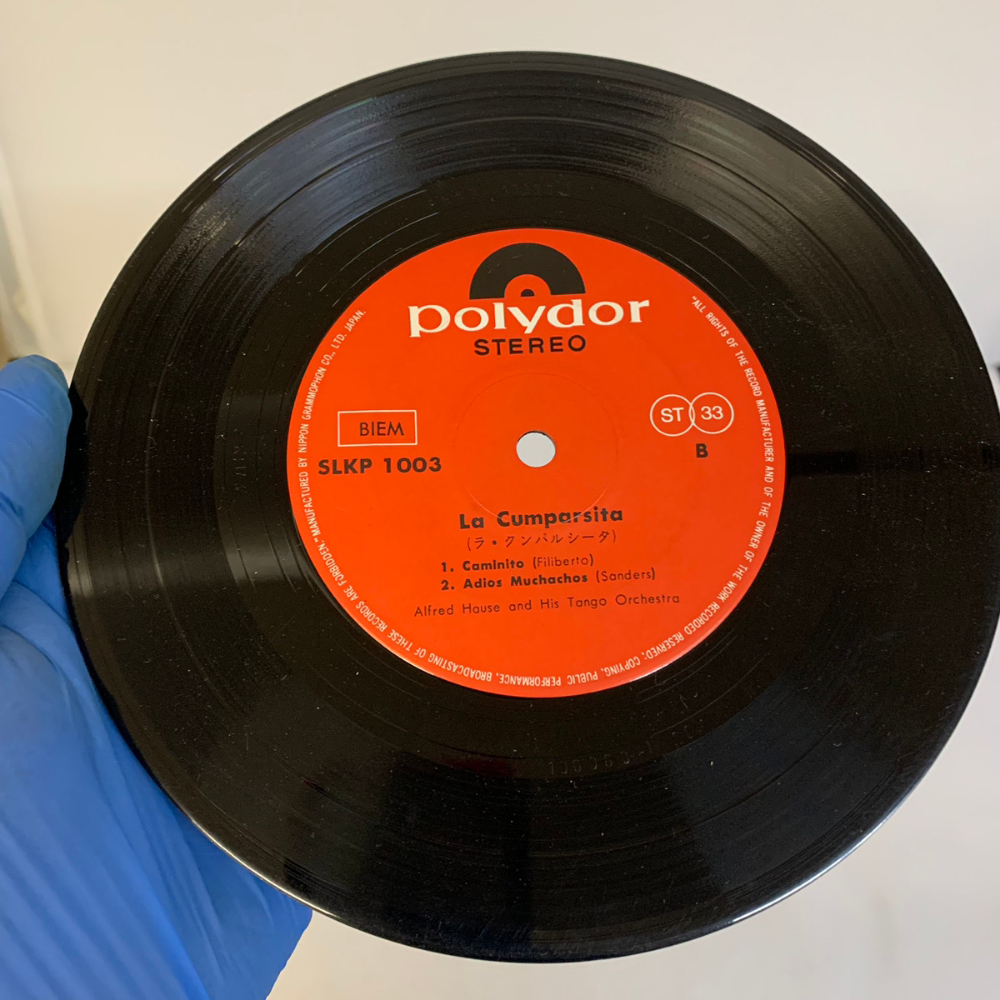 polydor
STEREO
BIEM
ST 33
SLKP 1003
B
La Cumparsita
(ラ・クンパルシータ)
1. Caminito (Filiberto)
2. Adios Muchachos (Sanders)
Alfred Hause and His Tango Orchestra
"ALL RIGHTS OF THE RECORD MANUFACTURER AND OF THE OWNER OF THE WORK RECORDED RESERVED; COPYING, PUBLIC PERFORMANCE, BROADCASTING OF THESE RECORDS ARE FORBIDDEN." MANUFACTURED BY NIPPON GRAMMOPHON CO., LTD. JAPAN.